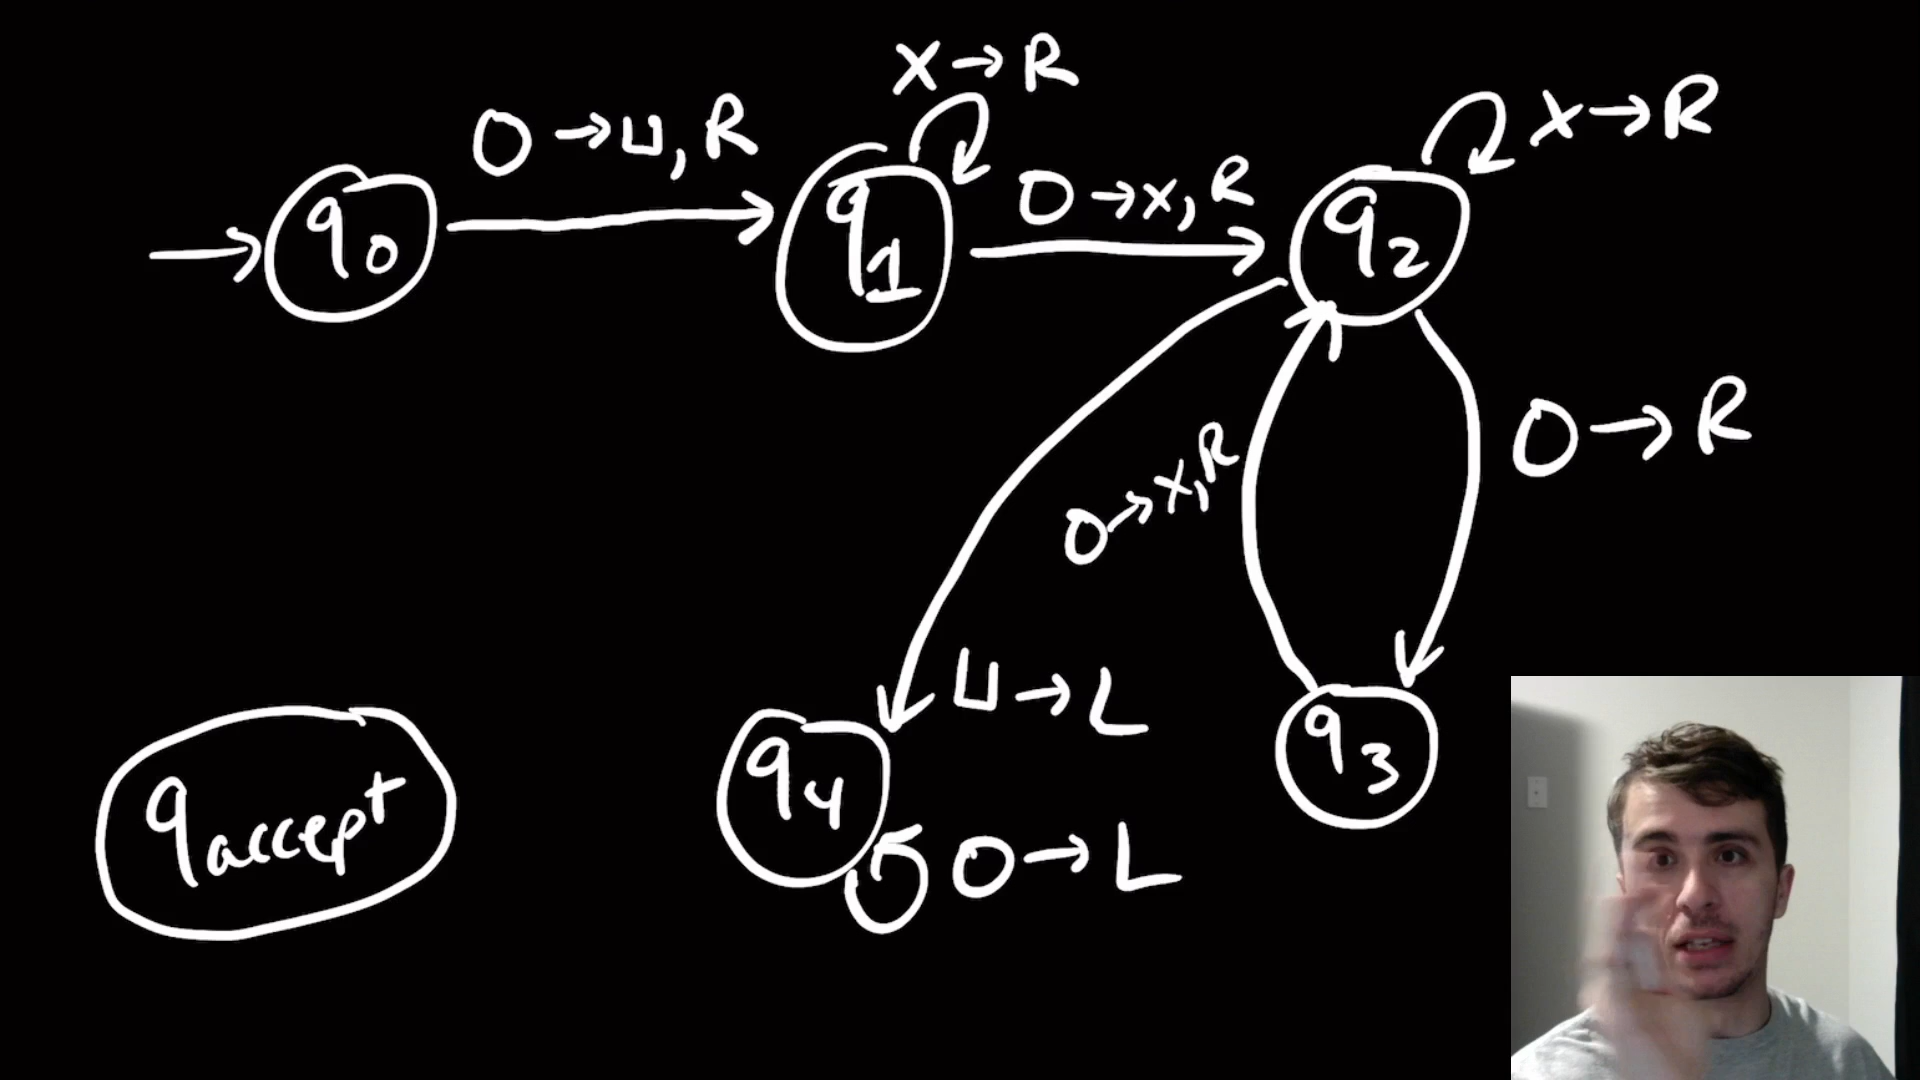 x → R
0 → ⊔, R
x → R
0 → x, R
q0
q1
q2
0 → R
0 → x, R
⊔ → L
q3
q4
qaccept
0 → L